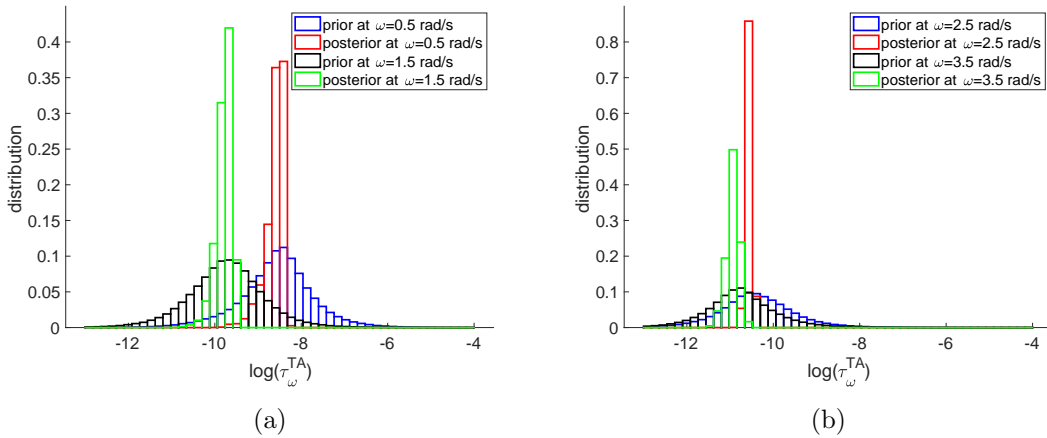 0.4
0.35
0.3
0.25
0.2
0.15
0.1
0.05
0
distribution
prior at ω=0.5 rad/s
posterior at ω=0.5 rad/s
prior at ω=1.5 rad/s
posterior at ω=1.5 rad/s
-12 -10 -8 -6 -4
log(τ_ω^TA)
(a)
0.8
0.7
0.6
0.5
0.4
0.3
0.2
0.1
0
distribution
prior at ω=2.5 rad/s
posterior at ω=2.5 rad/s
prior at ω=3.5 rad/s
posterior at ω=3.5 rad/s
-12 -10 -8 -6 -4
log(τ_ω^TA)
(b)